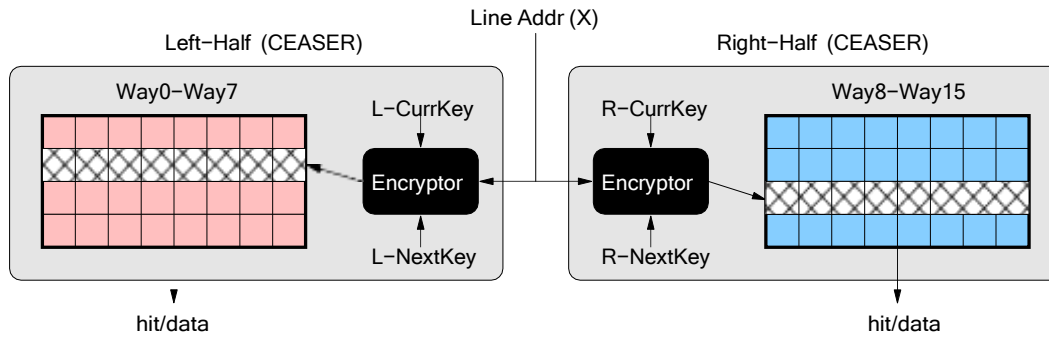 Line Addr (X)
Left−Half (CEASER)
Right−Half (CEASER)
Way0−Way7
Way8−Way15
L−CurrKey
R−CurrKey
Encryptor
Encryptor
L−NextKey
R−NextKey
hit/data
hit/data